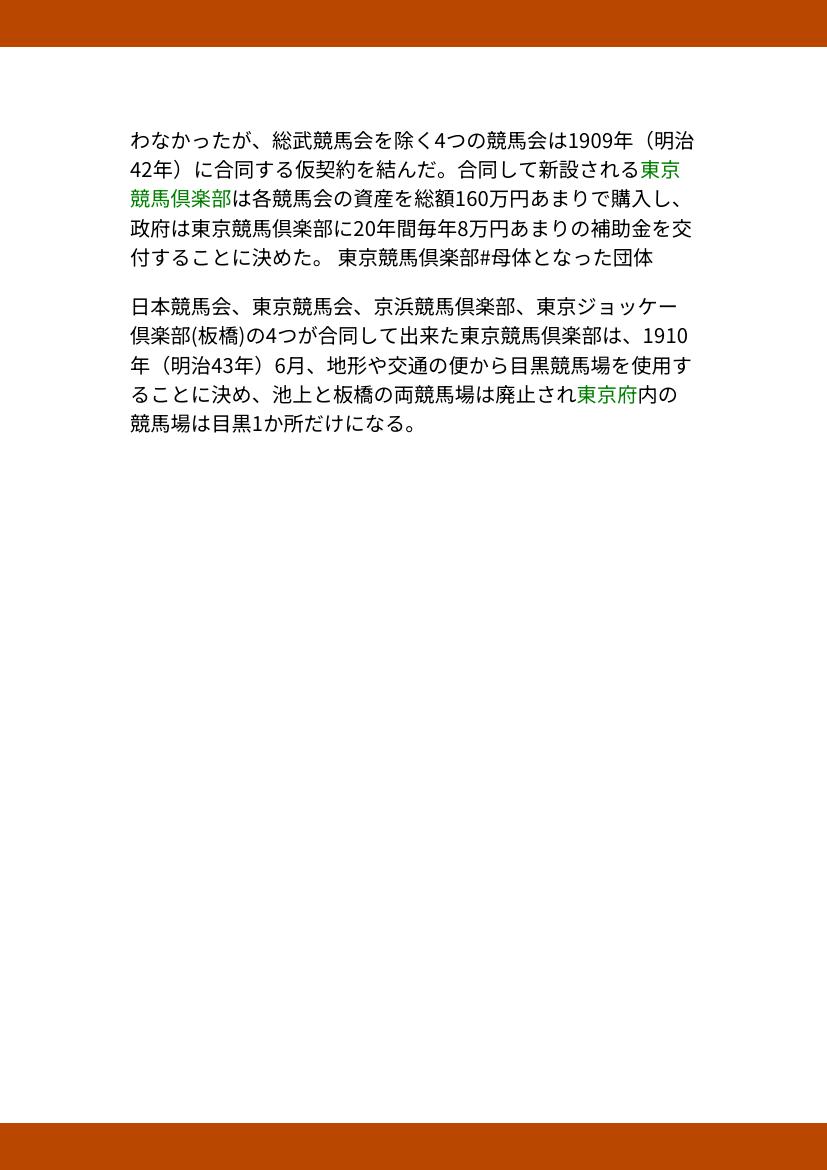 わなかったが、総武競馬会を除く4つの競馬会は1909年（明治
42年）に合同する仮契約を結んだ。合同して新設される東京
競馬倶楽部は各競馬会の資産を総額160万円あまりで購入し、
政府は東京競馬倶楽部に20年間毎年8万円あまりの補助金を交
付することに決めた。 東京競馬倶楽部#母体となった団体
日本競馬会、東京競馬会、京浜競馬倶楽部、東京ジョッケー
倶楽部(板橋)の4つが合同して出来た東京競馬倶楽部は、1910
年（明治43年）6月、地形や交通の便から目黒競馬場を使用す
ることに決め、池上と板橋の両競馬場は廃止され東京府内の
競馬場は目黒1か所だけになる。